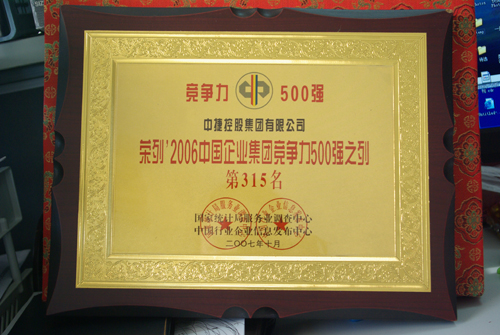 竞争力 500强
中捷控股集团有限公司
荣列'2006中国企业集团竞争力500强之列
第315名
国家统计局服务业调查中心
中国行业企业信息发布中心
二〇〇七年十月